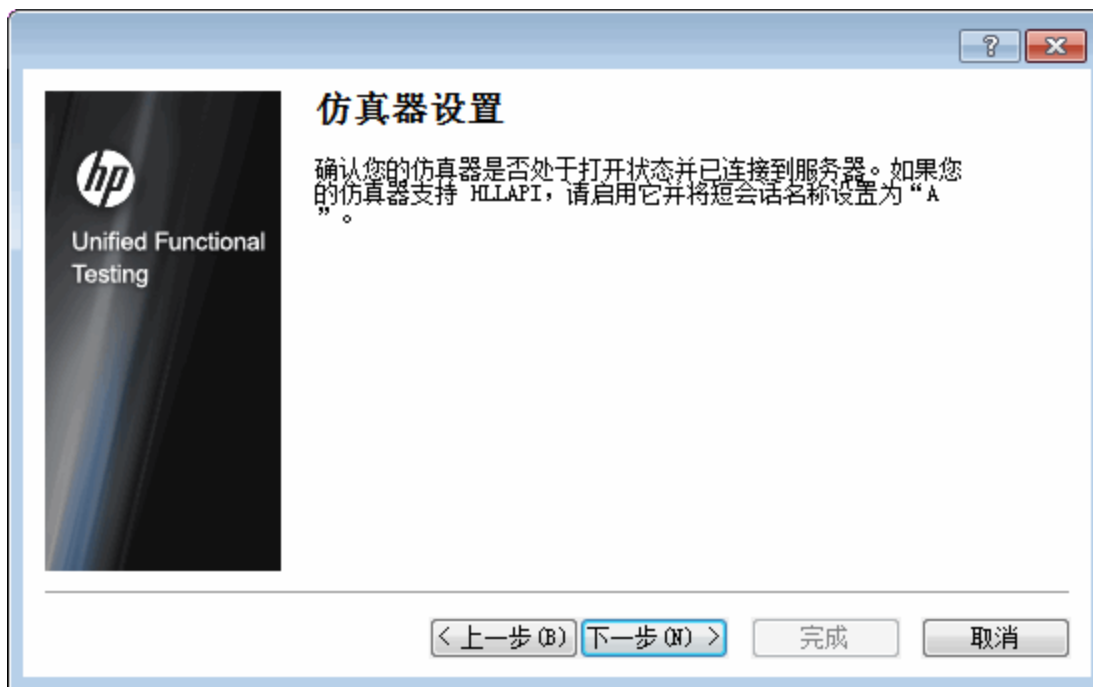 ?
仿真器设置
确认您的仿真器是否处于打开状态并已连接到服务器。如果您
的仿真器支持 HLLAPI，请启用它并将短会话名称设置为“A
”。
hp
Unified Functional
Testing
< 上一步(B)
下一步(N) >
完成
取消